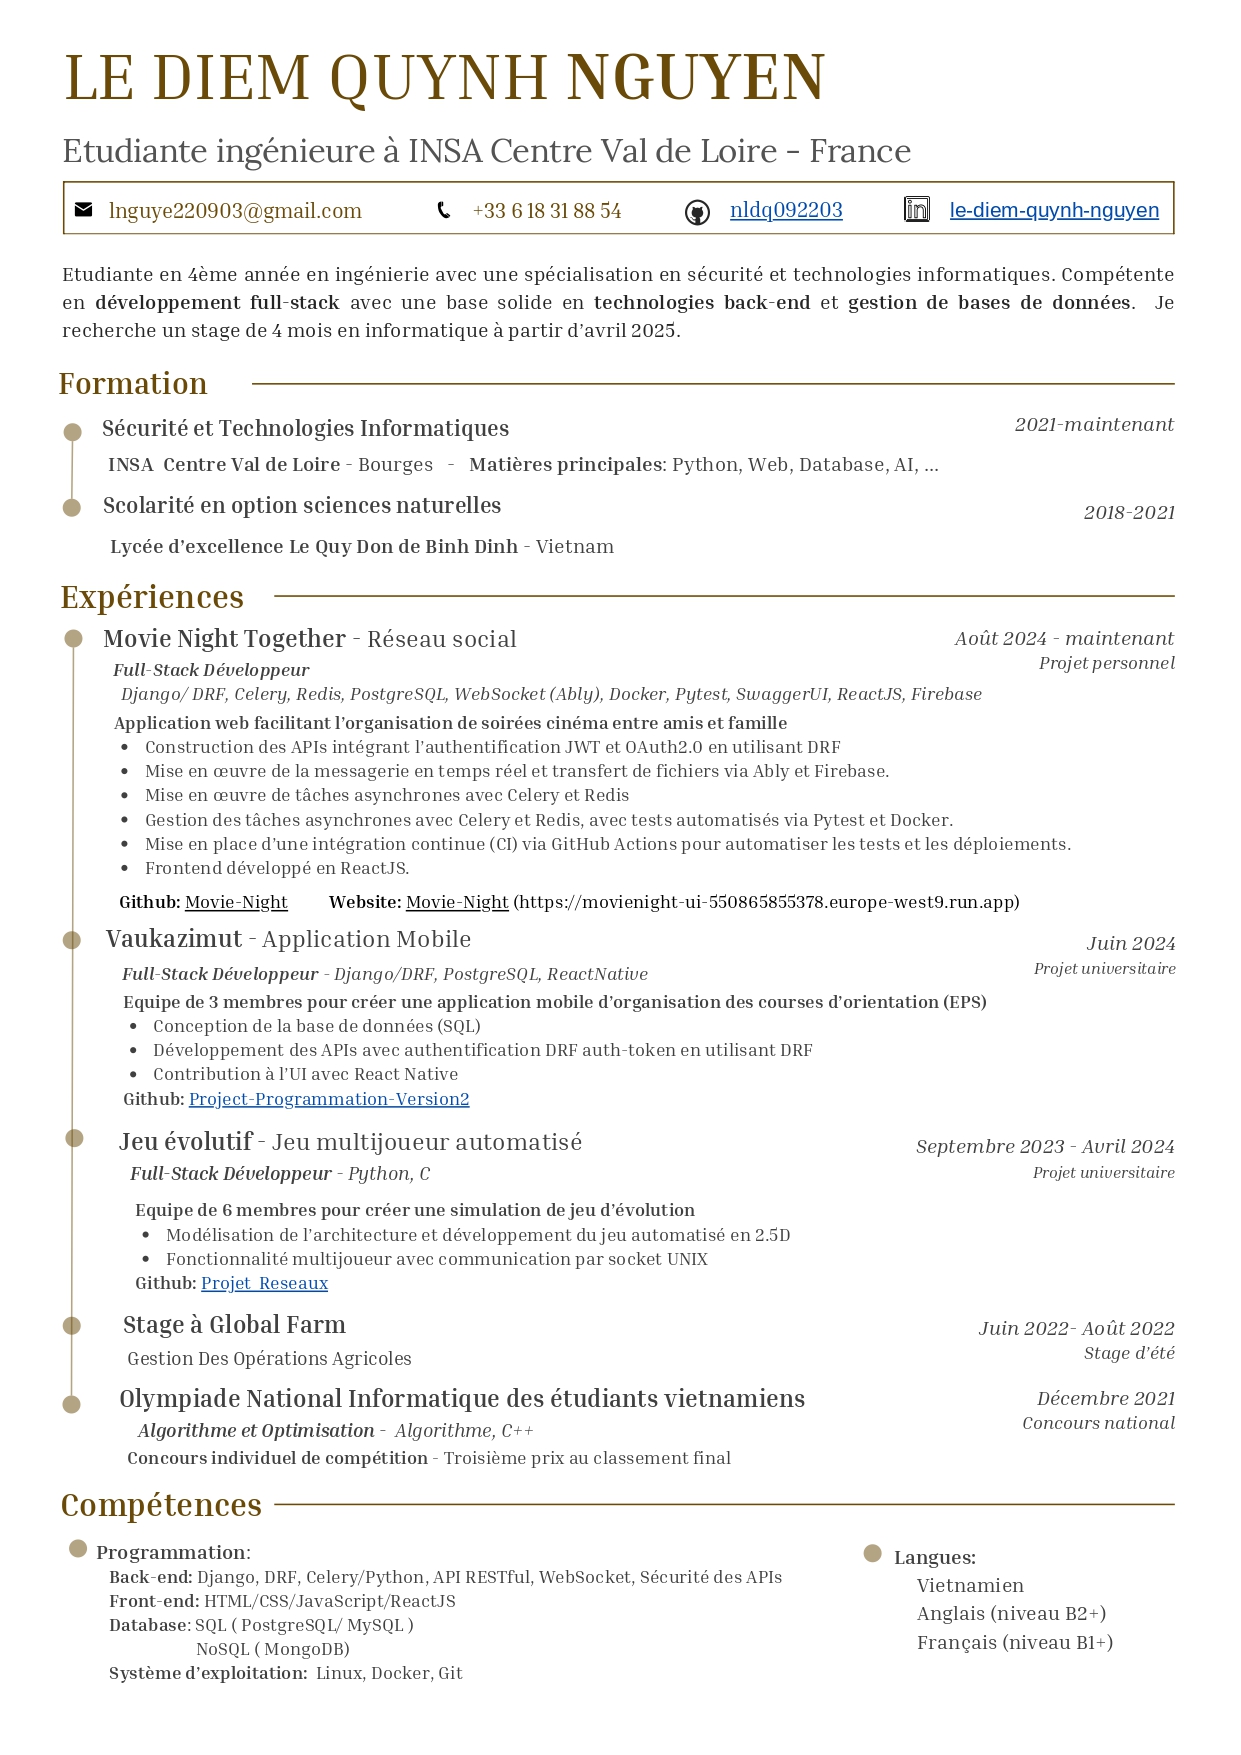 LE DIEM QUYNH NGUYEN
Etudiante ingénieure à INSA Centre Val de Loire - France
lnguye220903@gmail.com +33 6 18 31 88 54 nldq092203 le-diem-quynh-nguyen
Etudiante en 4ème année en ingénierie avec une spécialisation en sécurité et technologies informatiques. Compétente
en développement full-stack avec une base solide en technologies back-end et gestion de bases de données. Je
recherche un stage de 4 mois en informatique à partir d’avril 2025.
Formation
Sécurité et Technologies Informatiques 2021-maintenant
INSA Centre Val de Loire - Bourges - Matières principales: Python, Web, Database, AI, ...
Scolarité en option sciences naturelles 2018-2021
Lycée d’excellence Le Quy Don de Binh Dinh - Vietnam
Expériences
Movie Night Together - Réseau social Août 2024 - maintenant
Full-Stack Développeur Projet personnel
Django/ DRF, Celery, Redis, PostgreSQL, WebSocket (Ably), Docker, Pytest, SwaggerUI, ReactJS, Firebase
Application web facilitant l’organisation de soirées cinéma entre amis et famille
• Construction des APIs intégrant l’authentification JWT et OAuth2.0 en utilisant DRF
• Mise en œuvre de la messagerie en temps réel et transfert de fichiers via Ably et Firebase.
• Mise en œuvre de tâches asynchrones avec Celery et Redis
• Gestion des tâches asynchrones avec Celery et Redis, avec tests automatisés via Pytest et Docker.
• Mise en place d’une intégration continue (CI) via GitHub Actions pour automatiser les tests et les déploiements.
• Frontend développé en ReactJS.
Github: Movie-Night Website: Movie-Night (https://movienight-ui-550865855378.europe-west9.run.app)
Vaukazimut - Application Mobile Juin 2024
Full-Stack Développeur - Django/DRF, PostgreSQL, ReactNative Projet universitaire
Equipe de 3 membres pour créer une application mobile d’organisation des courses d’orientation (EPS)
• Conception de la base de données (SQL)
• Développement des APIs avec authentification DRF auth-token en utilisant DRF
• Contribution à l’UI avec React Native
Github: Project-Programmation-Version2
Jeu évolutif - Jeu multijoueur automatisé Septembre 2023 - Avril 2024
Full-Stack Développeur - Python, C Projet universitaire
Equipe de 6 membres pour créer une simulation de jeu d’évolution
• Modélisation de l’architecture et développement du jeu automatisé en 2.5D
• Fonctionnalité multijoueur avec communication par socket UNIX
Github: Projet_Reseaux
Stage à Global Farm Juin 2022- Août 2022
Gestion Des Opérations Agricoles Stage d’été
Olympiade National Informatique des étudiants vietnamiens Décembre 2021
Algorithme et Optimisation - Algorithme, C++ Concours national
Concours individuel de compétition - Troisième prix au classement final
Compétences
Programmation: Langues:
Back-end: Django, DRF, Celery/Python, API RESTful, WebSocket, Sécurité des APIs
Front-end: HTML/CSS/JavaScript/ReactJS
Database: SQL ( PostgreSQL/ MySQL )
NoSQL ( MongoDB)
Système d’exploitation: Linux, Docker, Git
Vietnamien
Anglais (niveau B2+)
Français (niveau B1+)